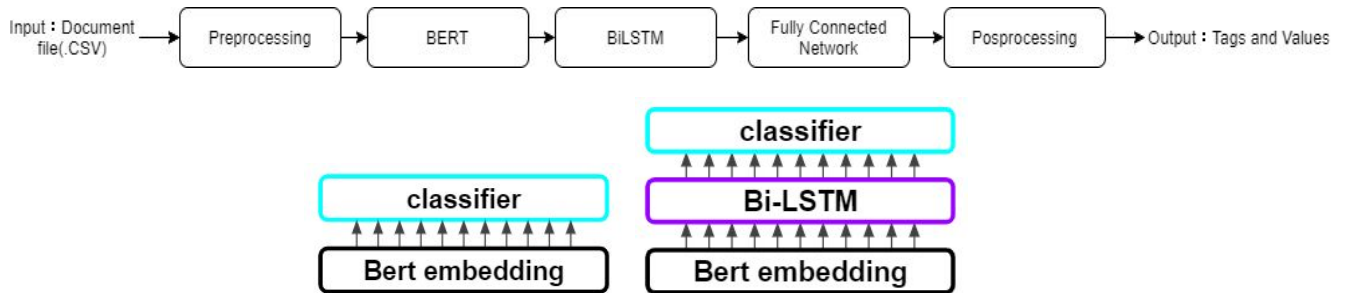 Input：Document
file(.CSV)
Preprocessing
BERT
BiLSTM
Fully Connected
Network
Posprocessing
Output：Tags and Values
classifier
Bert embedding
classifier
Bi-LSTM
Bert embedding